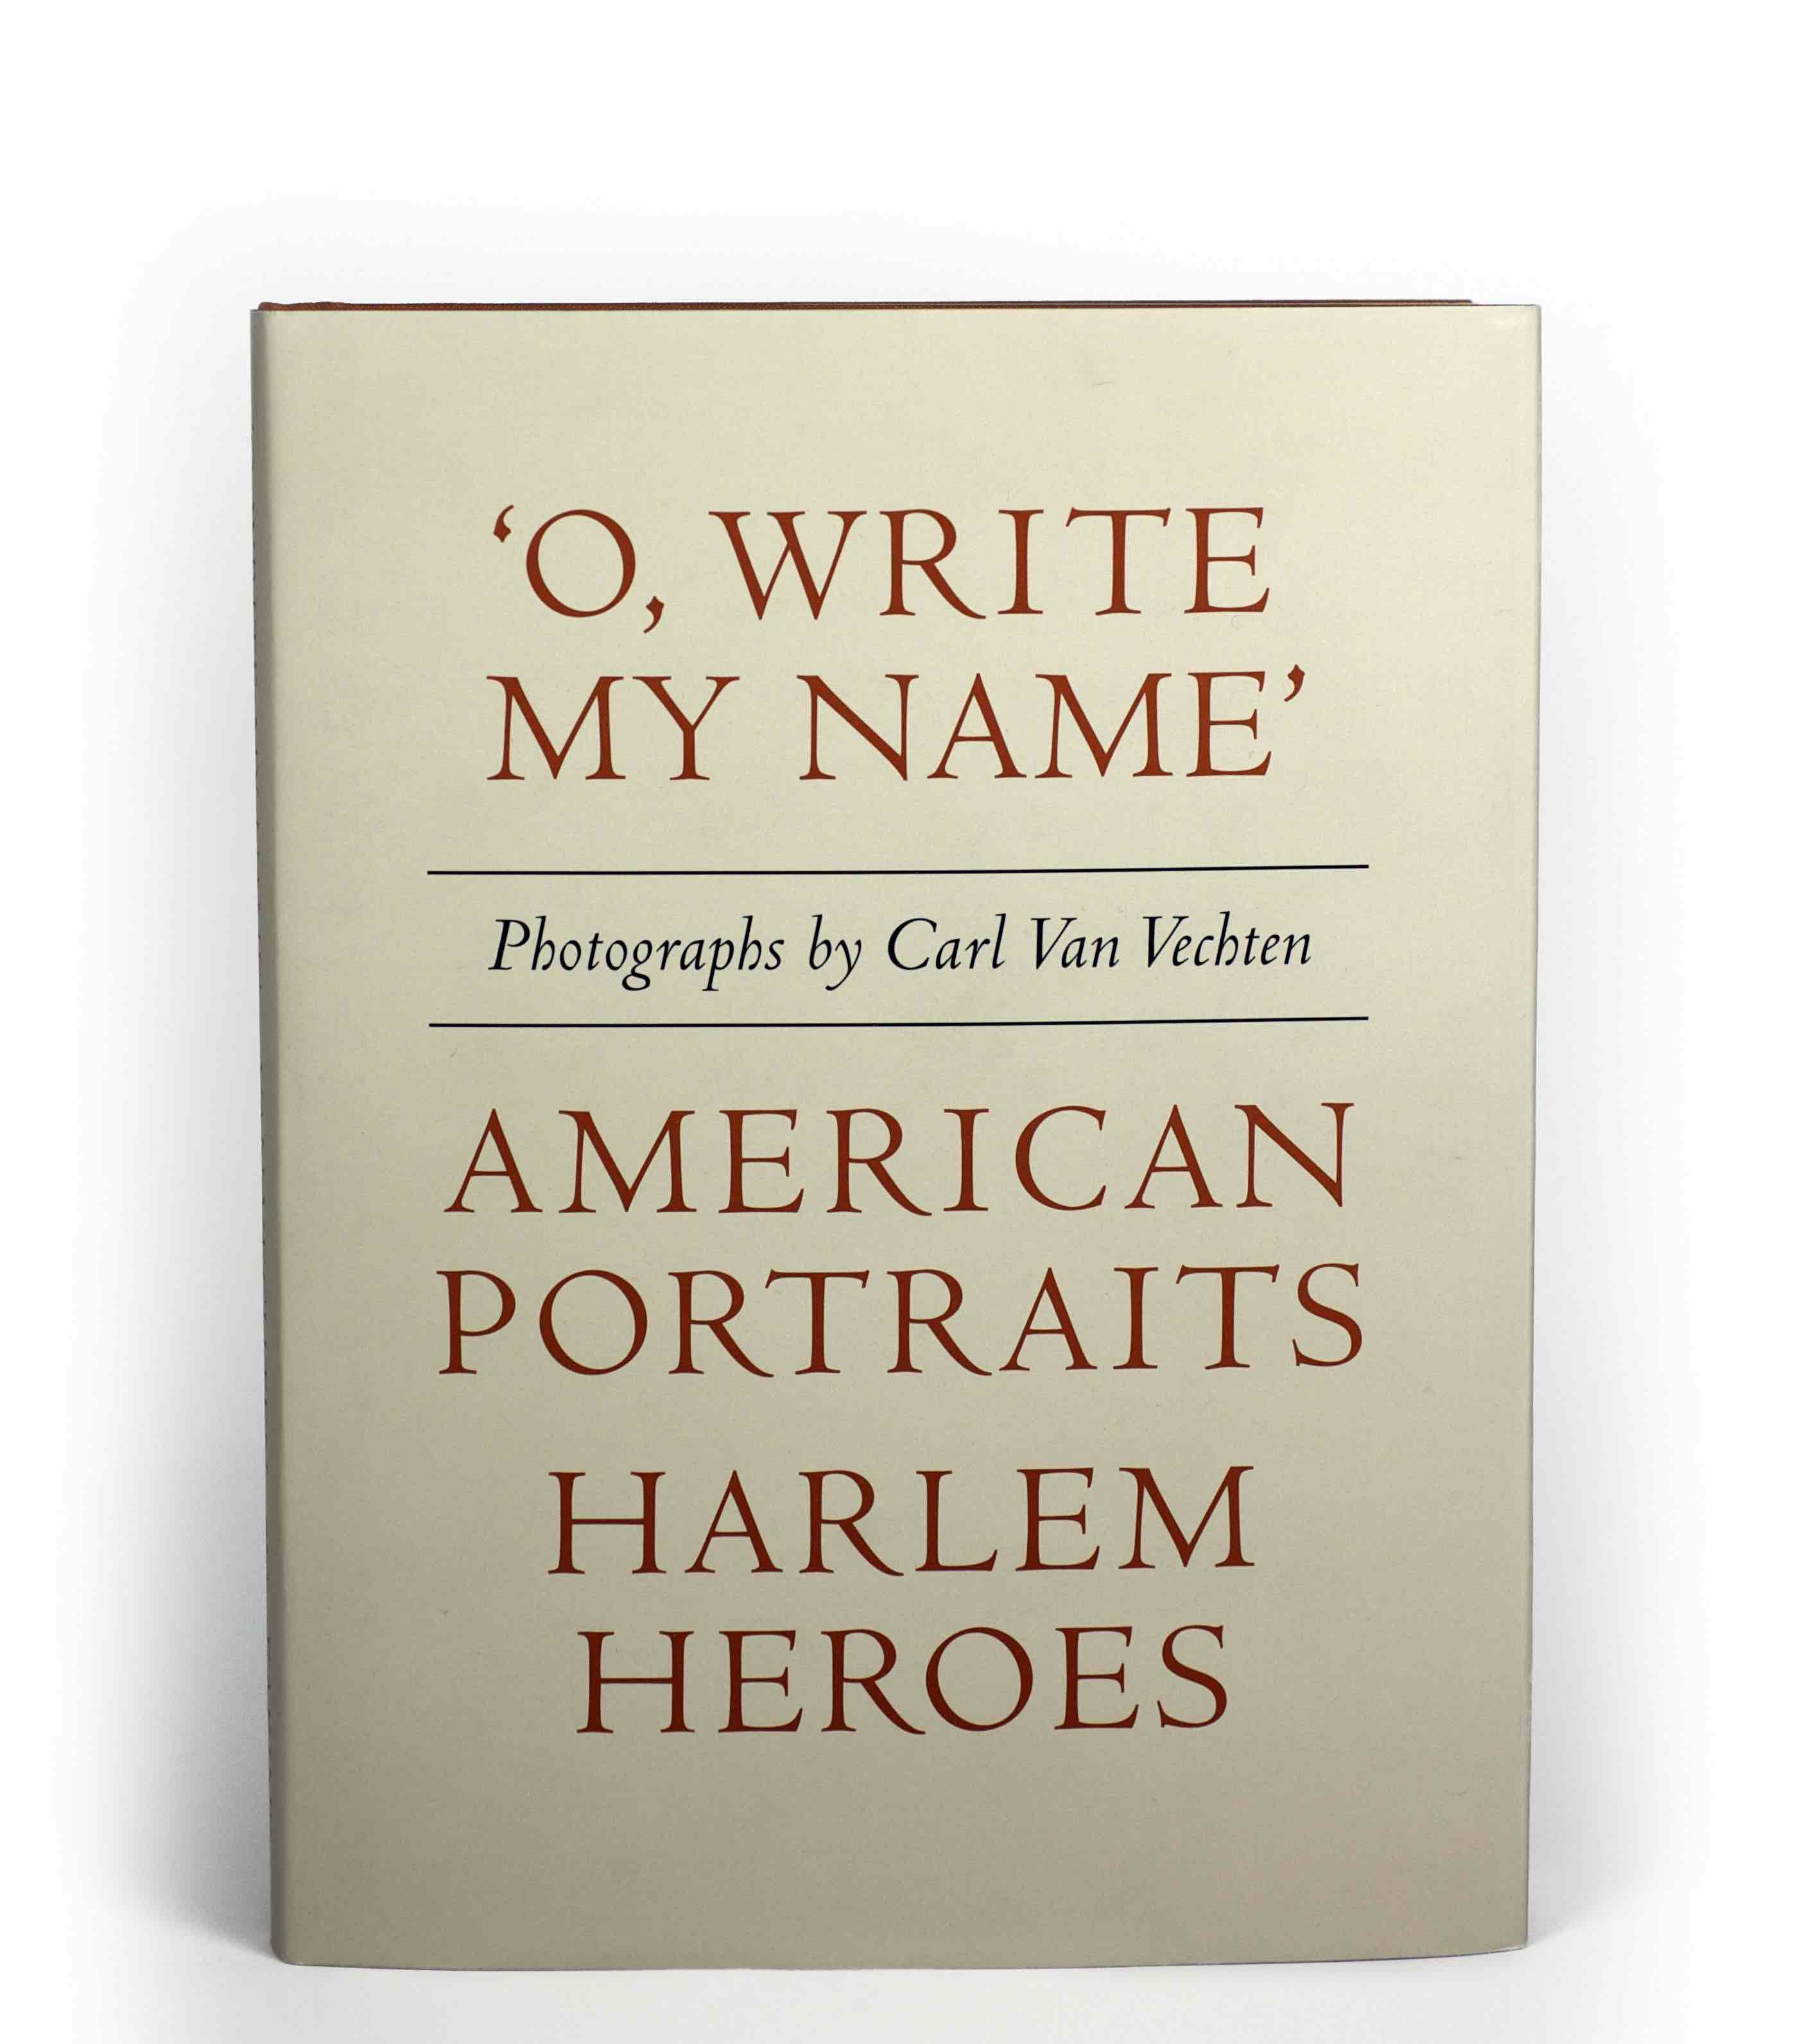 ‘O, WRITE
MY NAME’
Photographs by Carl Van Vechten
AMERICAN
PORTRAITS
HARLEM
HEROES